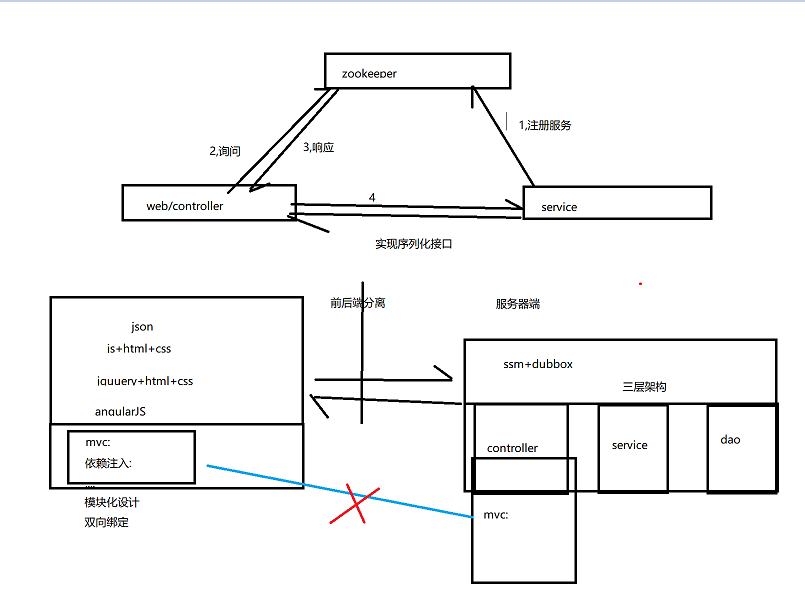 zookeeper
1,注册服务
2,询问
3,响应
web/controller
4
service
实现序列化接口
前后端分离
服务器端
json
js+html+css
jquery+html+css
angularJS
mvc:
依赖注入:
模块化设计
双向绑定
ssm+dubbox
三层架构
controller
service
dao
mvc: